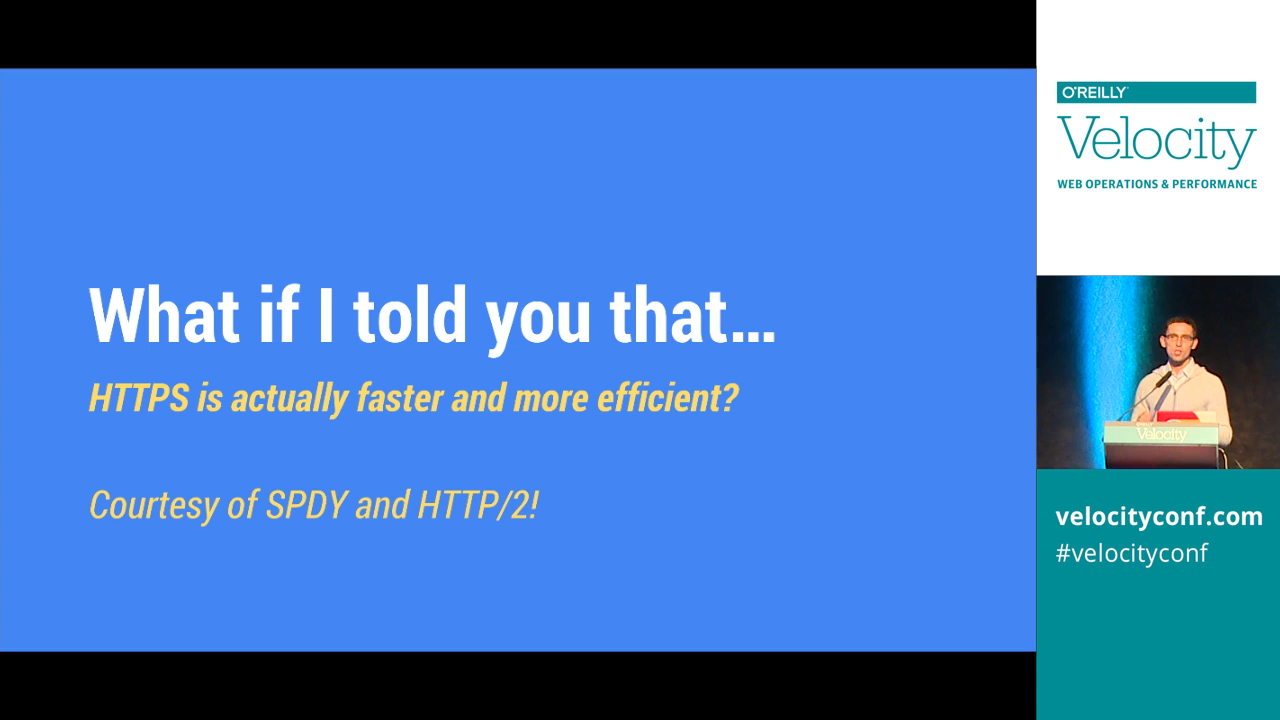 What if I told you that...
HTTPS is actually faster and more efficient?
Courtesy of SPDY and HTTP/2!
O'REILLY
Velocity
WEB OPERATIONS & PERFORMANCE
Velocity
velocityconf.com
#velocityconf